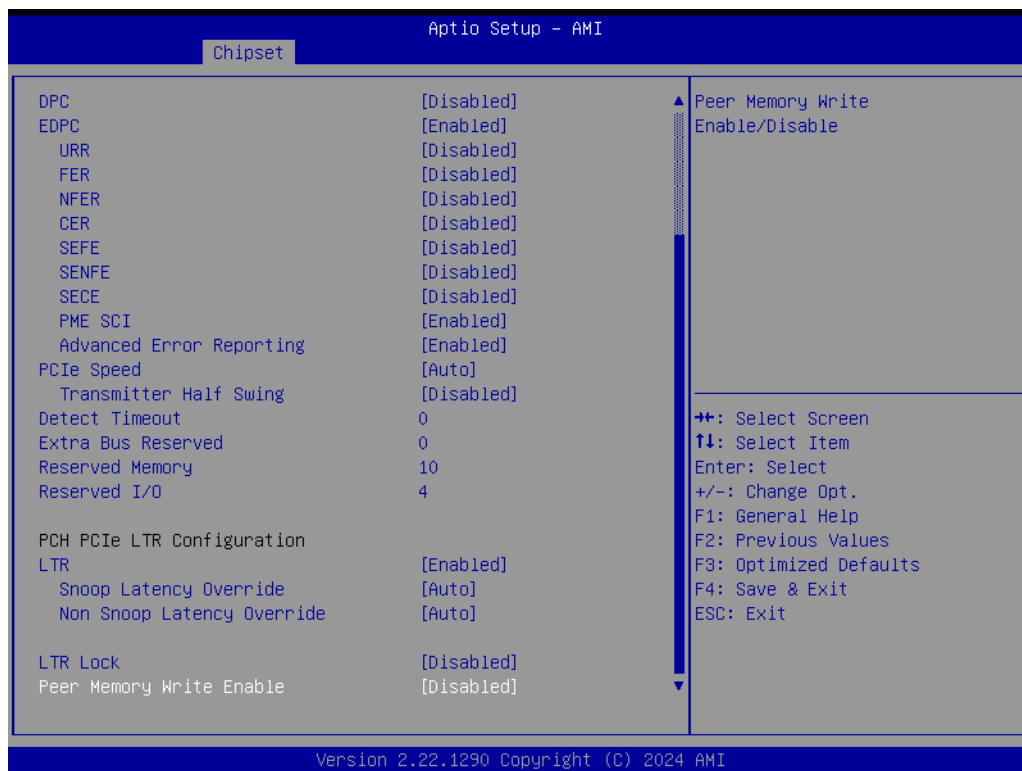 Aptio Setup – AMI
Chipset
DPC [Disabled]
EDPC [Enabled]
URR [Disabled]
FER [Disabled]
NFER [Disabled]
CER [Disabled]
SEFE [Disabled]
SENFE [Disabled]
SECE [Disabled]
PME SCI [Enabled]
Advanced Error Reporting [Enabled]
PCIe Speed [Auto]
Transmitter Half Swing [Disabled]
Detect Timeout 0
Extra Bus Reserved 0
Reserved Memory 10
Reserved I/O 4
PCH PCIe LTR Configuration
LTR [Enabled]
Snoop Latency Override [Auto]
Non Snoop Latency Override [Auto]
LTR Lock [Disabled]
Peer Memory Write Enable [Disabled]
Peer Memory Write
Enable/Disable
→←: Select Screen
↑↓: Select Item
Enter: Select
+/-: Change Opt.
F1: General Help
F2: Previous Values
F3: Optimized Defaults
F4: Save & Exit
ESC: Exit
Version 2.22.1290 Copyright (C) 2024 AMI